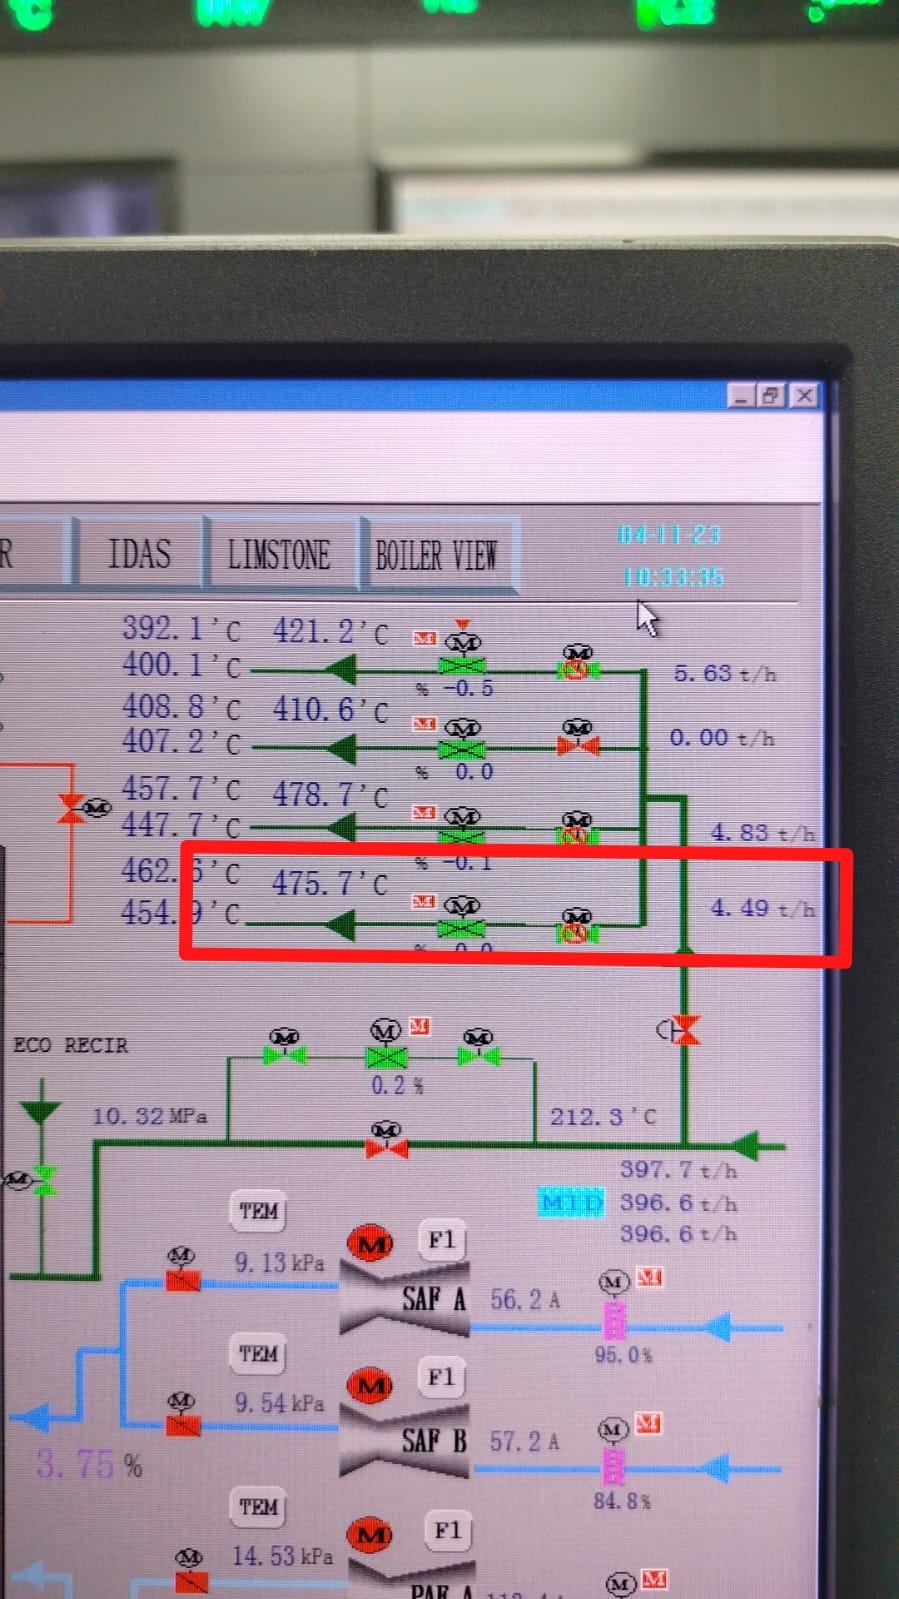 IDAS LIMSTONE BOILER VIEW
04-11-23
10:33:35
392.1'C 421.2'C M M M
400.1'C 5.63 t/h
% -0.5
408.8'C 410.6'C M M M
407.2'C 0.00 t/h
% 0.0
457.7'C 478.7'C M M M
447.7'C 4.83 t/h
% -0.1
462.6'C 475.7'C M M M
454.9'C 4.49 t/h
% 0.0
M
ECO RECIR M M M M
0.2 %
10.32 MPa M 212.3'C
397.7 t/h
M
MTD 396.6 t/h
396.6 t/h
TEM M F1
M 9.13 kPa M M
SAF A 56.2 A
95.0%
TEM M F1
M 9.54 kPa M M
SAF B 57.2 A
3.75 %
84.8%
TEM M F1
M 14.53 kPa M M
PAF A